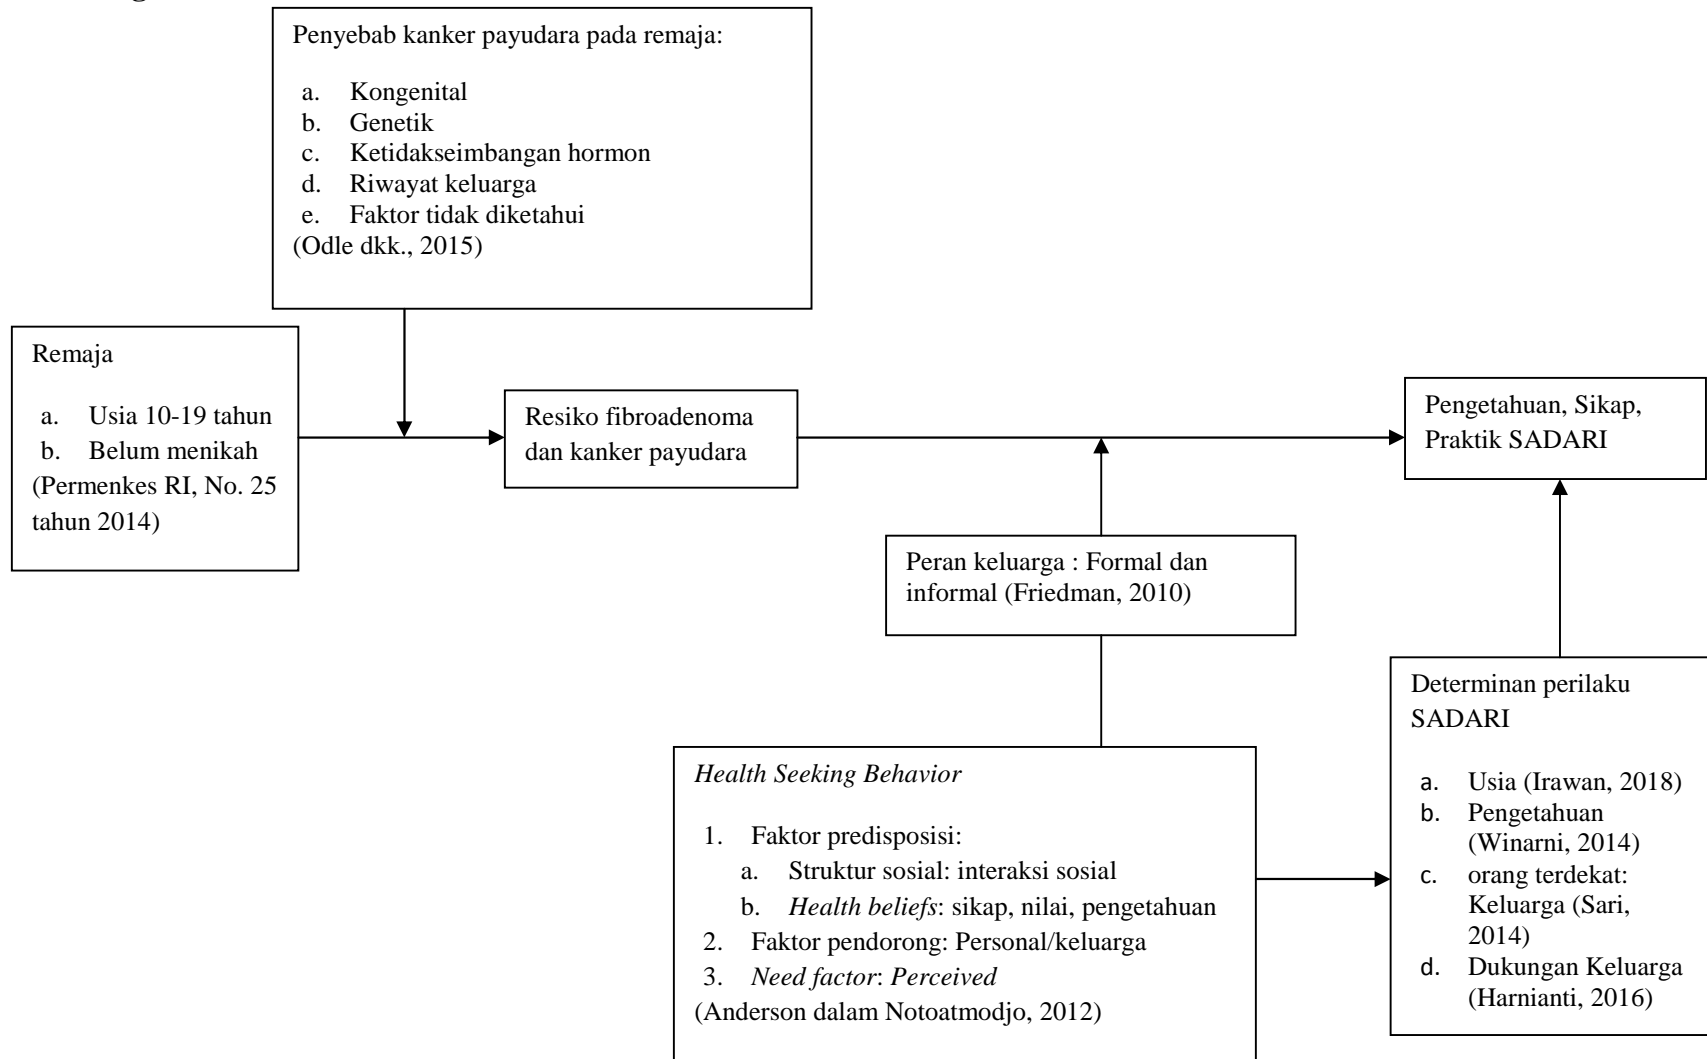 Penyebab kanker payudara pada remaja:
a. Kongenital
b. Genetik
c. Ketidakseimbangan hormon
d. Riwayat keluarga
e. Faktor tidak diketahui
(Odle dkk., 2015)
Remaja
a. Usia 10-19 tahun
b. Belum menikah
(Permenkes RI, No. 25
tahun 2014)
Resiko fibroadenoma
dan kanker payudara
Pengetahuan, Sikap,
Praktik SADARI
Peran keluarga : Formal dan
informal (Friedman, 2010)
Health Seeking Behavior
1. Faktor predisposisi:
a. Struktur sosial: interaksi sosial
b. Health beliefs: sikap, nilai, pengetahuan
2. Faktor pendorong: Personal/keluarga
3. Need factor: Perceived
(Anderson dalam Notoatmodjo, 2012)
Determinan perilaku
SADARI
a. Usia (Irawan, 2018)
b. Pengetahuan
(Winarni, 2014)
c. orang terdekat:
Keluarga (Sari,
2014)
d. Dukungan Keluarga
(Harnianti, 2016)